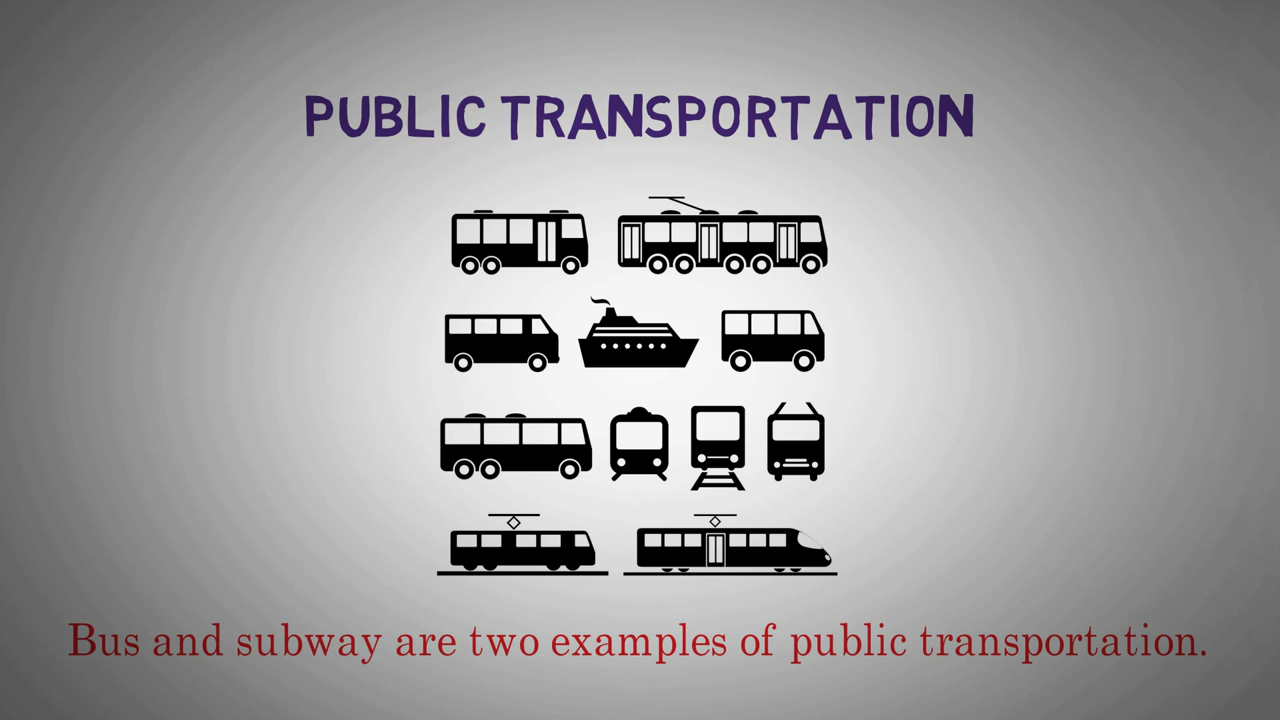 PUBLIC TRANSPORTATION
Bus and subway are two examples of public transportation.